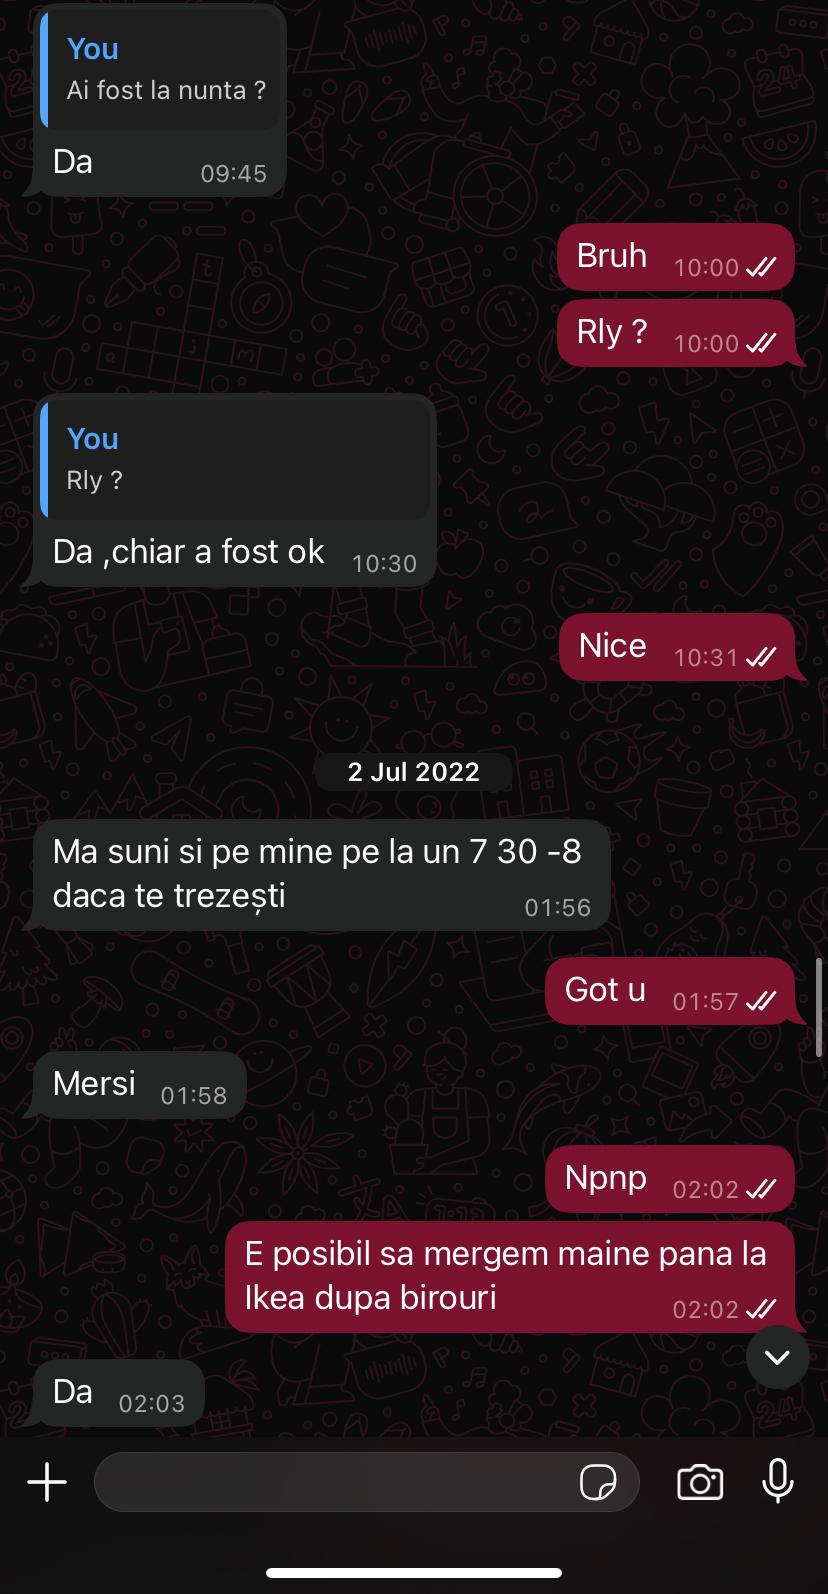 You
Ai fost la nunta ?
Da 09:45
Bruh 10:00
Rly ? 10:00
You
Rly ?
Da ,chiar a fost ok 10:30
Nice 10:31
2 Jul 2022
Ma suni si pe mine pe la un 7 30 -8
daca te trezești 01:56
Got u 01:57
Mersi 01:58
Npnp 02:02
E posibil sa mergem maine pana la
Ikea dupa birouri 02:02
Da 02:03